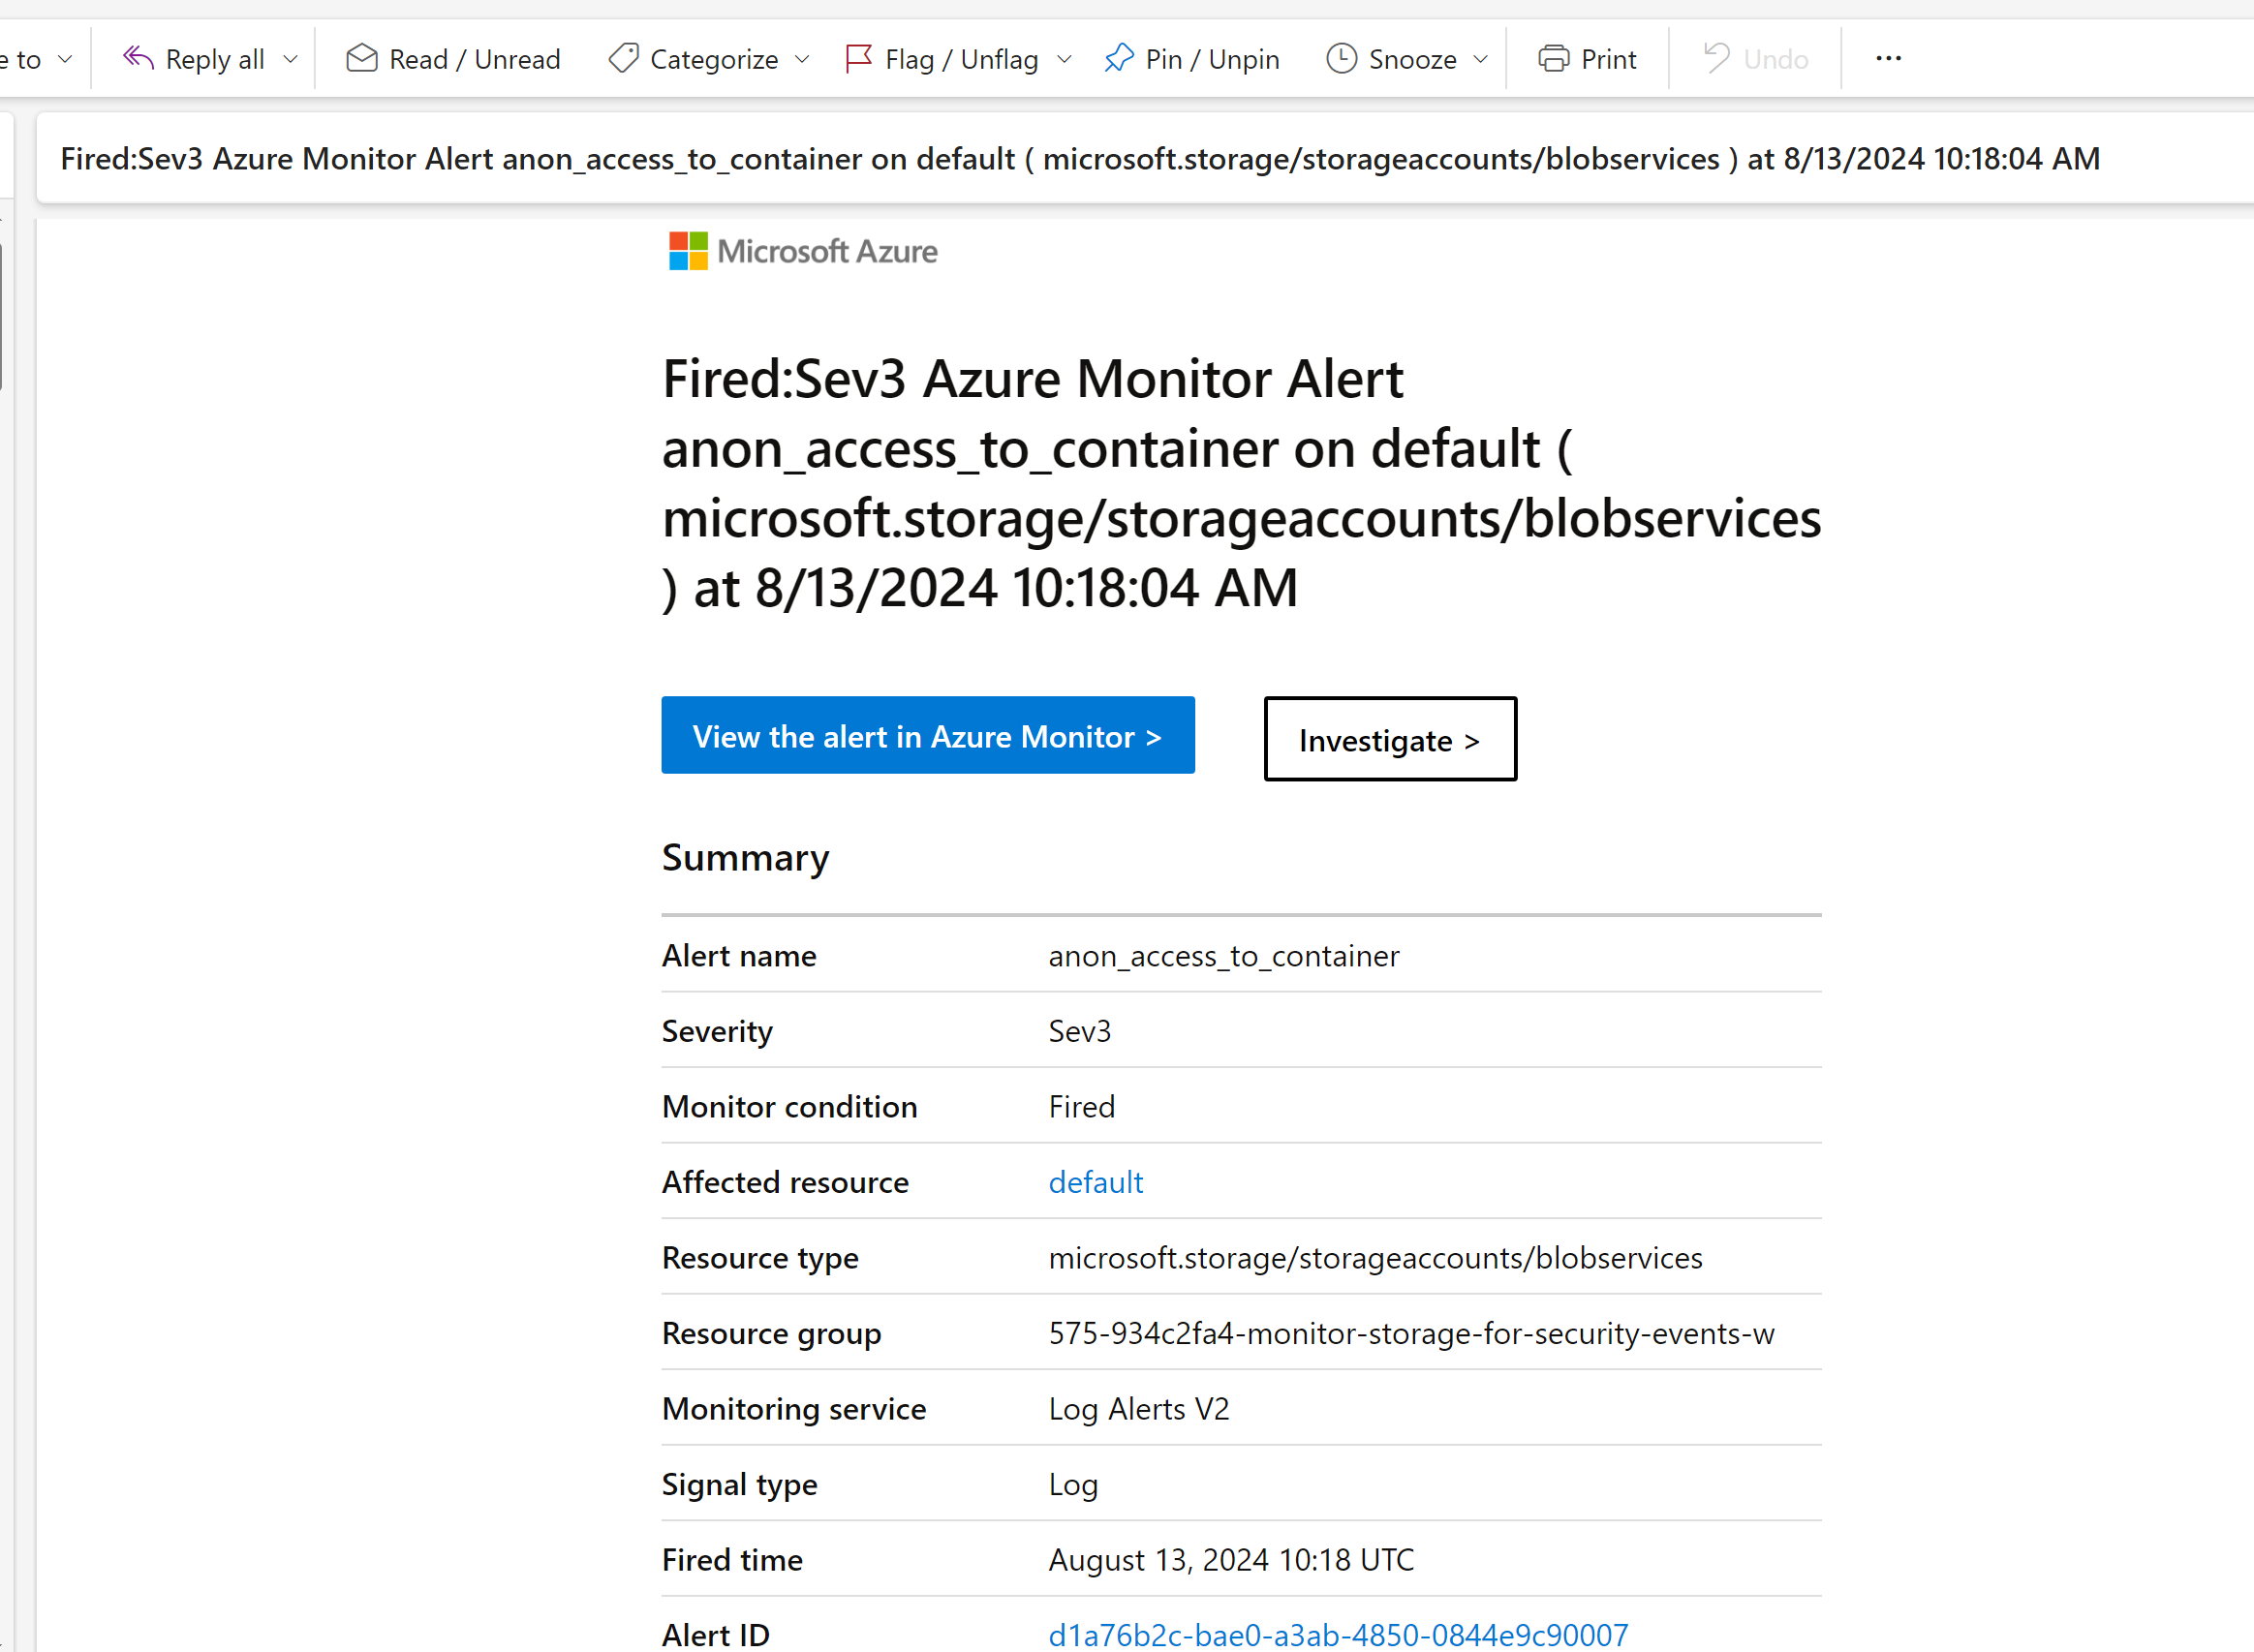 e to
Reply all
Read / Unread
Categorize
Flag / Unflag
Pin / Unpin
Snooze
Print
Undo
Fired:Sev3 Azure Monitor Alert anon_access_to_container on default ( microsoft.storage/storageaccounts/blobservices ) at 8/13/2024 10:18:04 AM
Microsoft Azure
Fired:Sev3 Azure Monitor Alert
anon_access_to_container on default (
microsoft.storage/storageaccounts/blobservices
) at 8/13/2024 10:18:04 AM
View the alert in Azure Monitor >
Investigate >
Summary
Alert name anon_access_to_container
Severity Sev3
Monitor condition Fired
Affected resource default
Resource type microsoft.storage/storageaccounts/blobservices
Resource group 575-934c2fa4-monitor-storage-for-security-events-w
Monitoring service Log Alerts V2
Signal type Log
Fired time August 13, 2024 10:18 UTC
Alert ID d1a76b2c-bae0-a3ab-4850-0844e9c90007